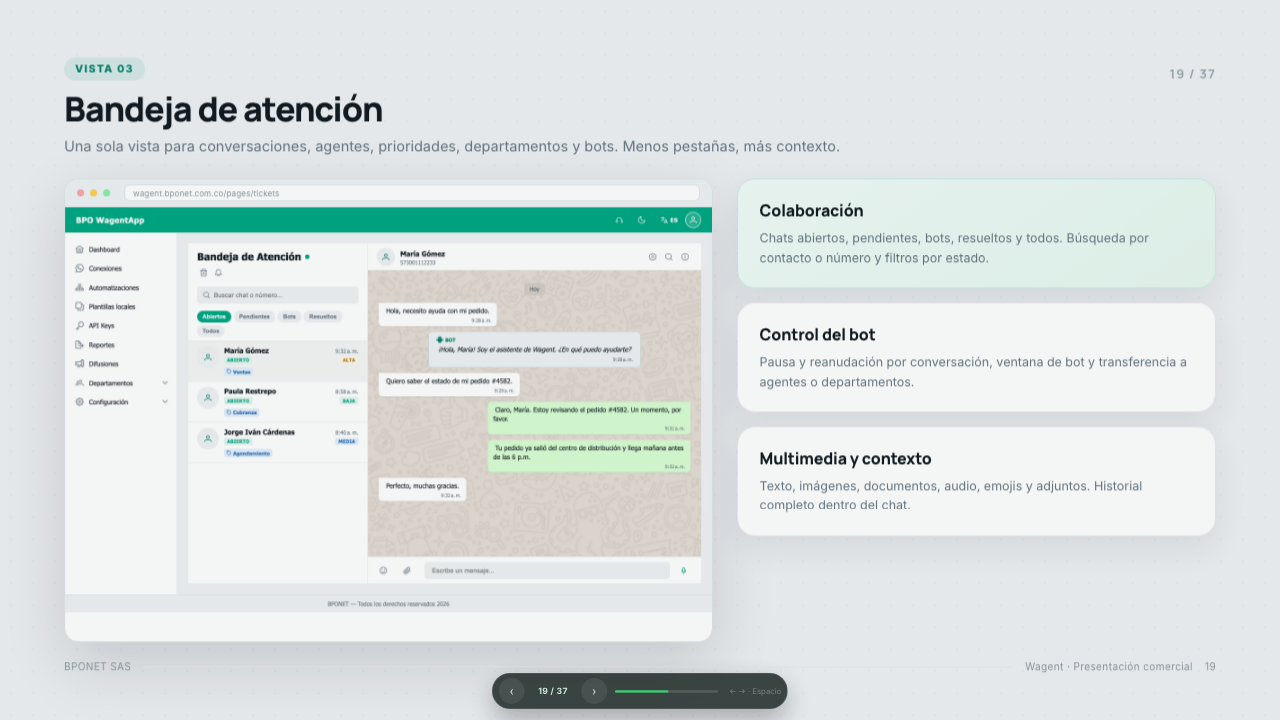 VISTA 03
19 / 37
Bandeja de atención
Una sola vista para conversaciones, agentes, prioridades, departamentos y bots. Menos pestañas, más contexto.
wagent.bponet.com.co/pages/tickets
BPO WagentApp
ES
Dashboard
Conexiones
Automatizaciones
Plantillas locales
API Keys
Reportes
Difusiones
Departamentos
Configuración
Bandeja de Atención
Buscar chat o número...
Abiertos
Pendientes
Bots
Resueltos
Todos
María Gómez
9:32 a. m.
ABIERTO
ALTA
Ventas
Paula Restrepo
8:58 a. m.
ABIERTO
BAJA
Cobranza
Jorge Iván Cárdenas
8:40 a. m.
ABIERTO
MEDIA
Agendamiento
María Gómez
573001112233
Hoy
Hola, necesito ayuda con mi pedido.
9:28 a. m.
BOT
¡Hola, María! Soy el asistente de Wagent. ¿En qué puedo ayudarte?
9:28 a. m.
Quiero saber el estado de mi pedido #4582.
9:29 a. m.
Claro, María. Estoy revisando el pedido #4582. Un momento, por
favor.
9:31 a. m.
Tu pedido ya salió del centro de distribución y llega mañana antes
de las 6 p.m.
9:32 a. m.
Perfecto, muchas gracias.
9:32 a. m.
Escribe un mensaje...
BPONET — Todos los derechos reservados 2026
Colaboración
Chats abiertos, pendientes, bots, resueltos y todos. Búsqueda por
contacto o número y filtros por estado.
Control del bot
Pausa y reanudación por conversación, ventana de bot y transferencia a
agentes o departamentos.
Multimedia y contexto
Texto, imágenes, documentos, audio, emojis y adjuntos. Historial
completo dentro del chat.
BPONET SAS
Wagent · Presentación comercial 19
‹ 19 / 37 › ← → · Espacio